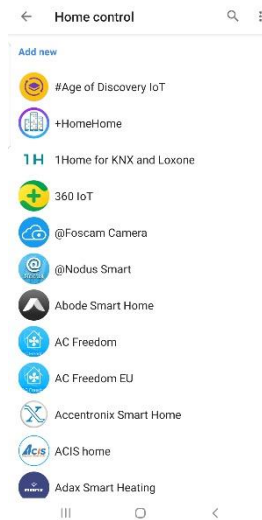 Home control
Add new
#Age of Discovery IoT
+HomeHome
1H 1Home for KNX and Loxone
360 IoT
@Foscam Camera
@Nodus Smart
Abode Smart Home
AC Freedom
AC Freedom EU
Accentronix Smart Home
Acis ACIS home
Adax Smart Heating